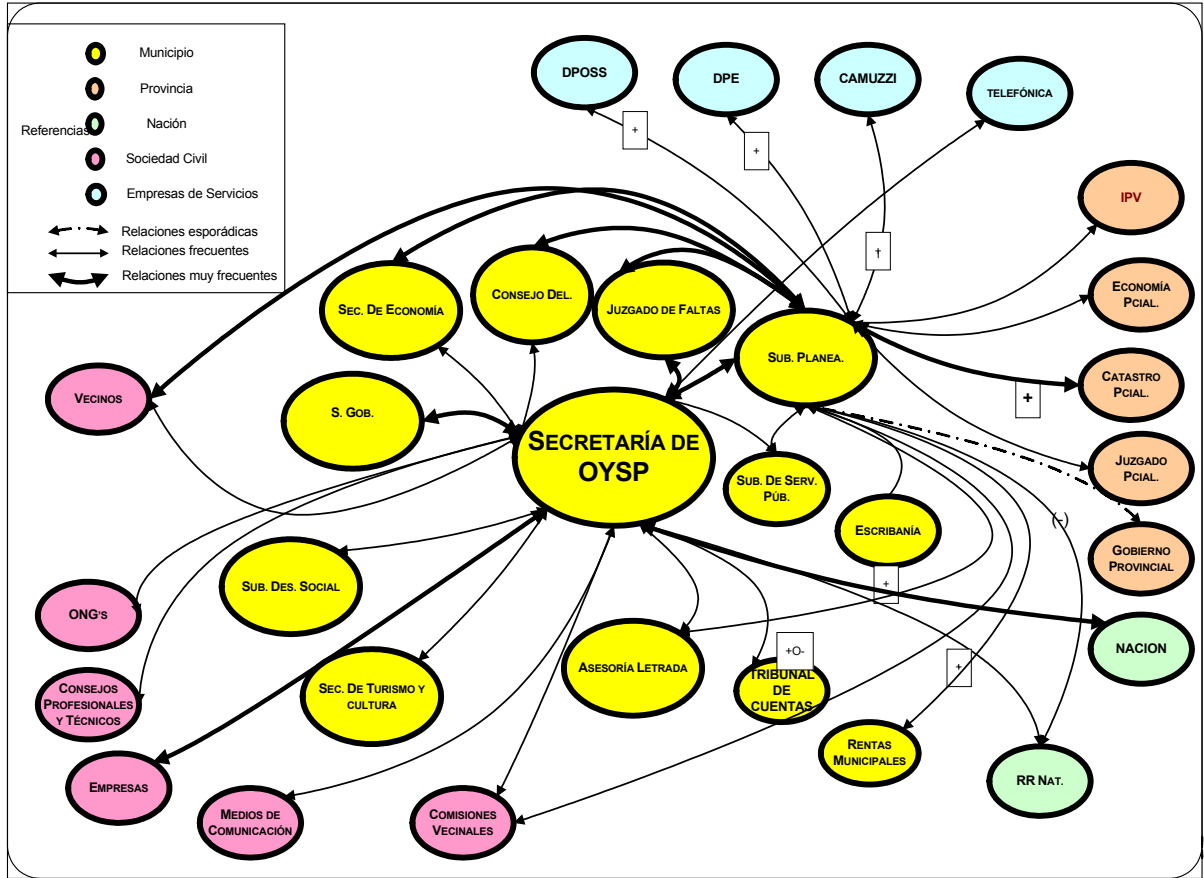 Referencias
Municipio
Provincia
Nación
Sociedad Civil
Empresas de Servicios
Relaciones esporádicas
Relaciones frecuentes
Relaciones muy frecuentes
DPOSS
DPE
CAMUZZI
TELEFÓNICA
+
+
†
IPV
ECONOMÍA
PCIAL.
CATASTRO
PCIAL.
+
JUZGADO
PCIAL.
(-)
GOBIERNO
PROVINCIAL
NACION
RR NAT.
SEC. DE ECONOMÍA
CONSEJO DEL.
JUZGADO DE FALTAS
SUB. PLANEA.
VECINOS
S. GOB.
SECRETARÍA DE
OYSP
SUB. DE SERV.
PÚB.
ESCRIBANÍA
+
SUB. DES. SOCIAL
ONG'S
ASESORÍA LETRADA
+O-
TRIBUNAL
DE
CUENTAS
+
SEC. DE TURISMO Y
CULTURA
CONSEJOS
PROFESIONALES
Y TÉCNICOS
RENTAS
MUNICIPALES
EMPRESAS
MEDIOS DE
COMUNICACIÓN
COMISIONES
VECINALES